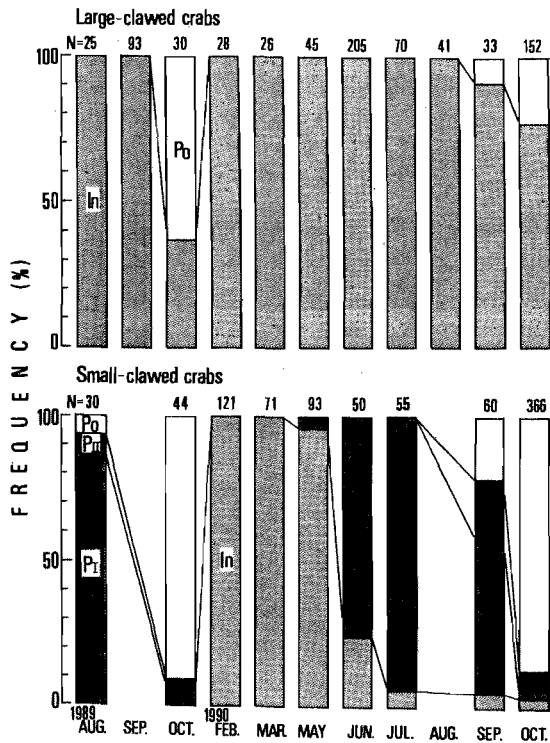 Large-clawed crabs
N=25 93 30 28 26 45 205 70 41 33 152
100
Po
In
50
0
FREQUENCY (%)
Small-clawed crabs
N=30 44 121 71 93 50 55 60 366
100
Po
PII
PI
In
50
0
1989 1990
AUG. SEP. OCT. FEB. MAR. MAY JUN. JUL. AUG. SEP. OCT.